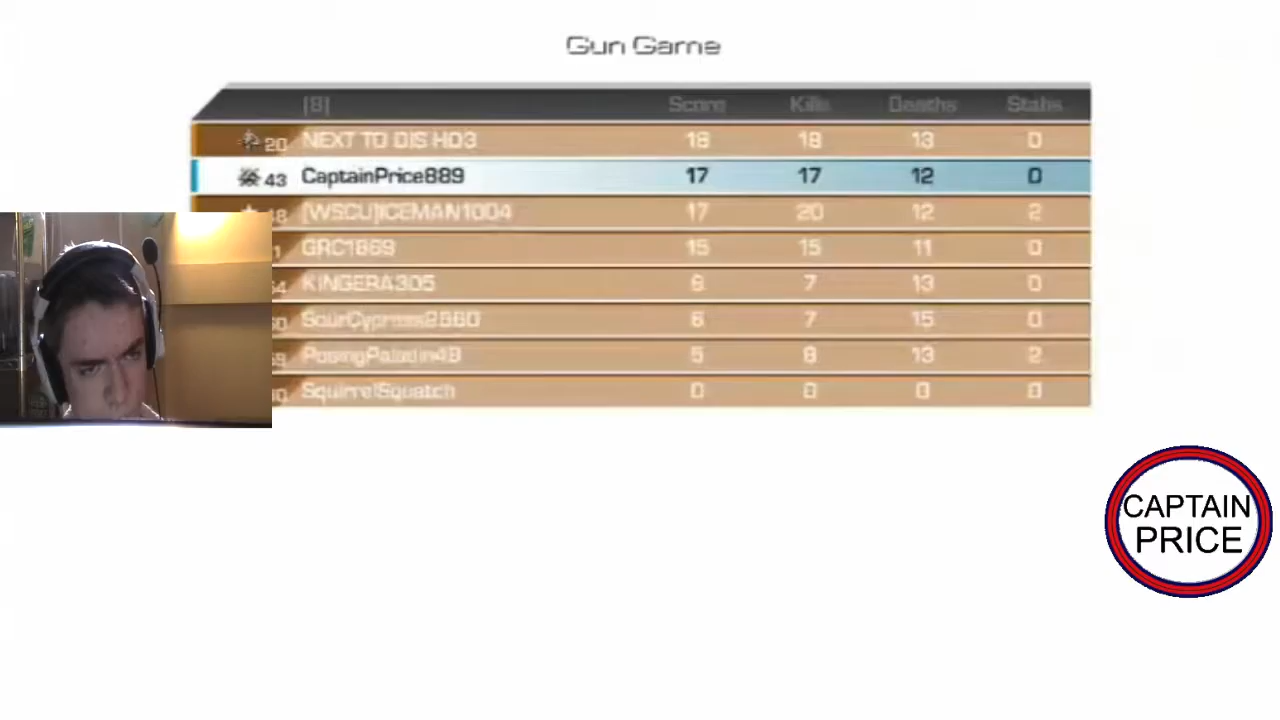 Gun Game
[8] Score Kills Deaths Stabs
20 NEXT TO DIS HO3 18 18 13 0
43 CaptainPrice889 17 17 12 0
[WSCU]ICEMAN1004 17 20 12 2
GRC1869 15 15 11 0
KINGERA305 7 13 0
7 15 0
PosingPaladin49 5 8 13 2
SquirrelSquatch 0 0 0 0
CAPTAIN
PRICE